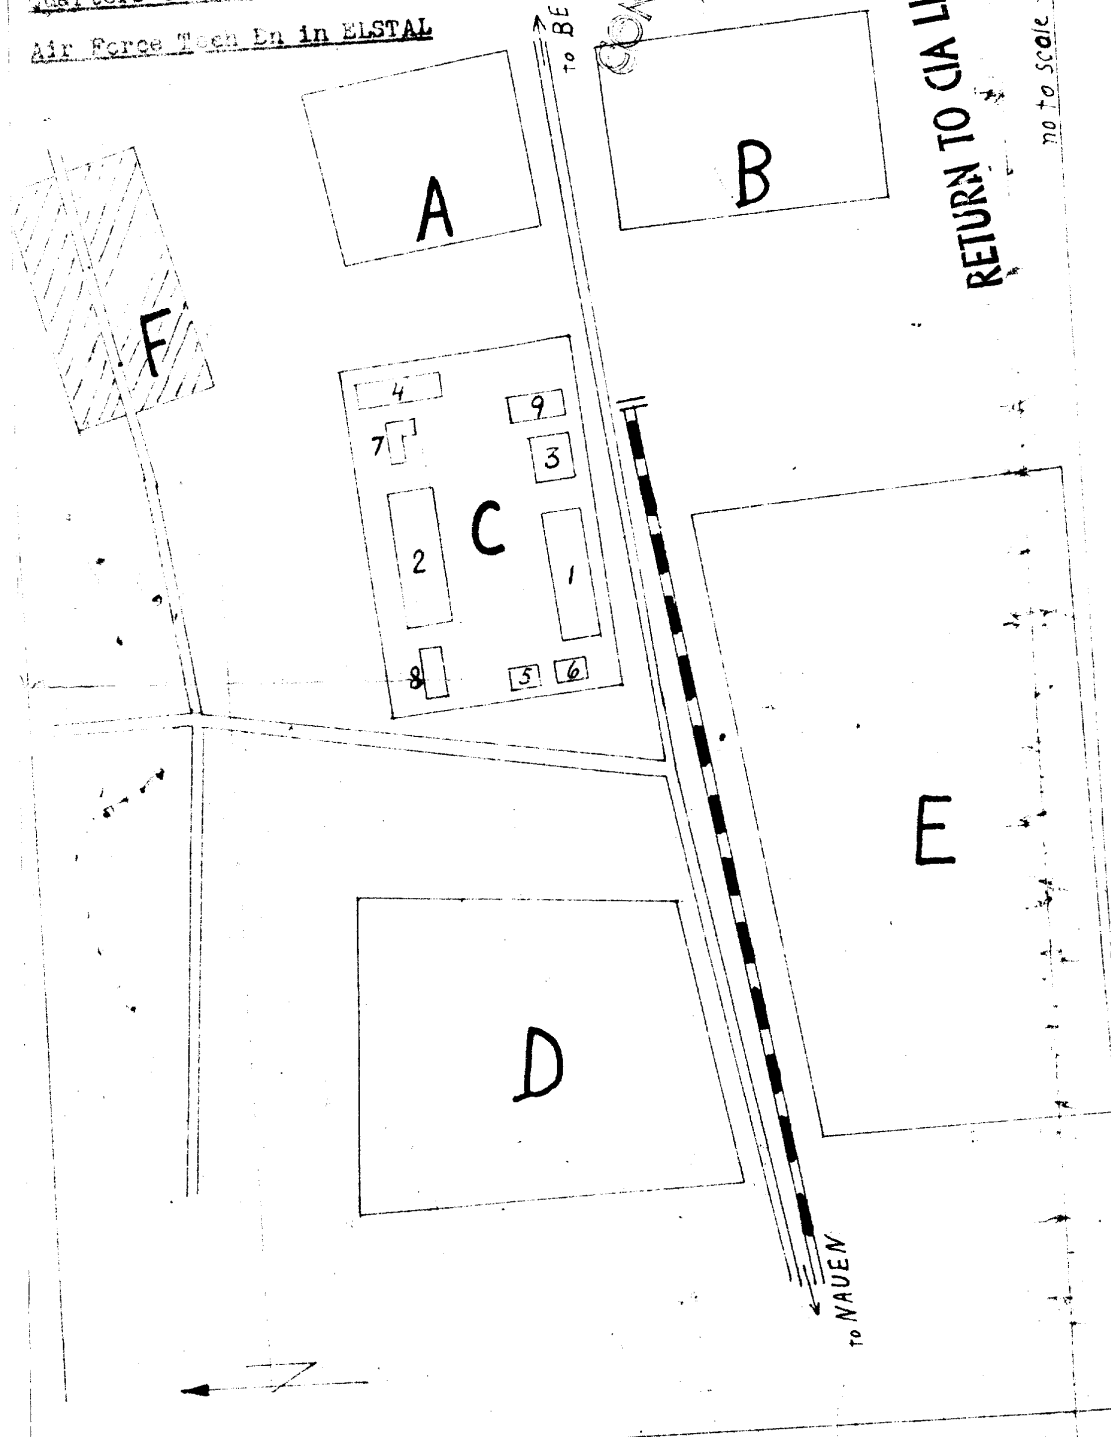 Air Force Tech Bn in ELSTAL
to BE
RETURN TO CIA LI
no to scale
A
B
F
4
9
7
3
C
2
1
8
5
6
E
D
to NAUEN
N